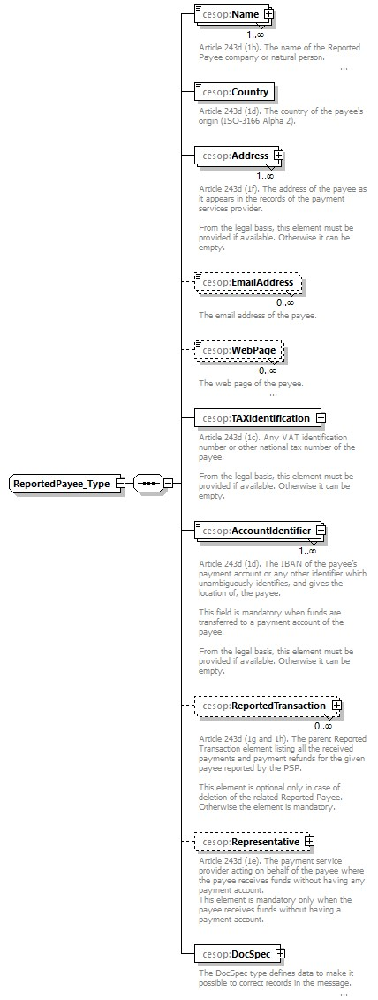 cesop:Name
1..∞
Article 243d (1b). The name of the Reported
Payee company or natural person.
...
cesop:Country
Article 243d (1d). The country of the payee's
origin (ISO-3166 Alpha 2).
cesop:Address
1..∞
Article 243d (1f). The address of the payee as
it appears in the records of the payment
services provider.
From the legal basis, this element must be
provided if available. Otherwise it can be
empty.
cesop:EmailAddress
0..∞
The email address of the payee.
cesop:WebPage
0..∞
The web page of the payee.
...
cesop:TAXIdentification
Article 243d (1c). Any VAT identification
number or other national tax number of the
payee.
From the legal basis, this element must be
provided if available. Otherwise it can be
empty.
ReportedPayee_Type
cesop:AccountIdentifier
1..∞
Article 243d (1d). The IBAN of the payee's
payment account or any other identifier which
unambiguously identifies, and gives the
location of, the payee.
This field is mandatory when funds are
transferred to a payment account of the
payee.
From the legal basis, this element must be
provided if available. Otherwise it can be
empty.
cesop:ReportedTransaction
0..∞
Article 243d (1g and 1h). The parent Reported
Transaction element listing all the received
payments and payment refunds for the given
payee reported by the PSP.
This element is optional only in case of
deletion of the related Reported Payee.
Otherwise the element is mandatory.
cesop:Representative
Article 243d (1e). The payment service
provider acting on behalf of the payee where
the payee receives funds without having any
payment account.
This element is mandatory only when the
payee receives funds without having a
payment account.
cesop:DocSpec
The DocSpec type defines data to make it
possible to correct records in the message.
...